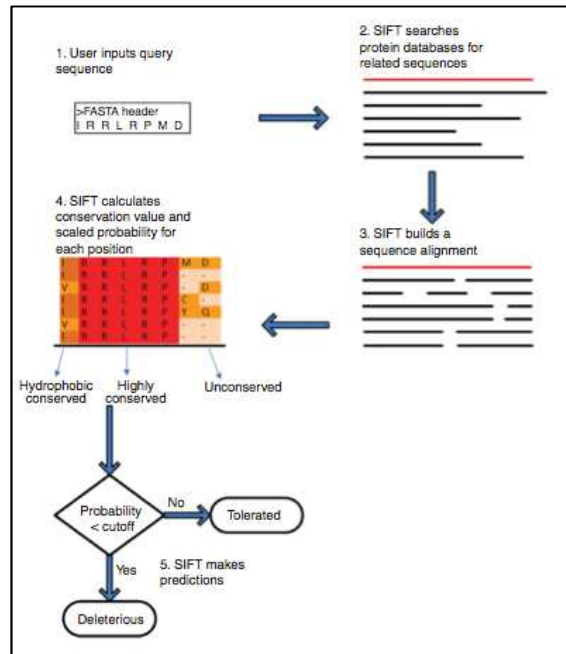 1. User inputs query
sequence
>FASTA header
I R R L R P M D
2. SIFT searches
protein databases for
related sequences
3. SIFT builds a
sequence alignment
4. SIFT calculates
conservation value and
scaled probability for
each position
I R R L R P M D
I R R L R P - -
V R R L R P - D
I R R L R P C -
I R R L R P Y Q
V R R L R P - -
I R R L R P - -
Hydrophobic
conserved
Highly
conserved
Unconserved
Probability
< cutoff
No
Tolerated
Yes
5. SIFT makes
predictions
Deleterious